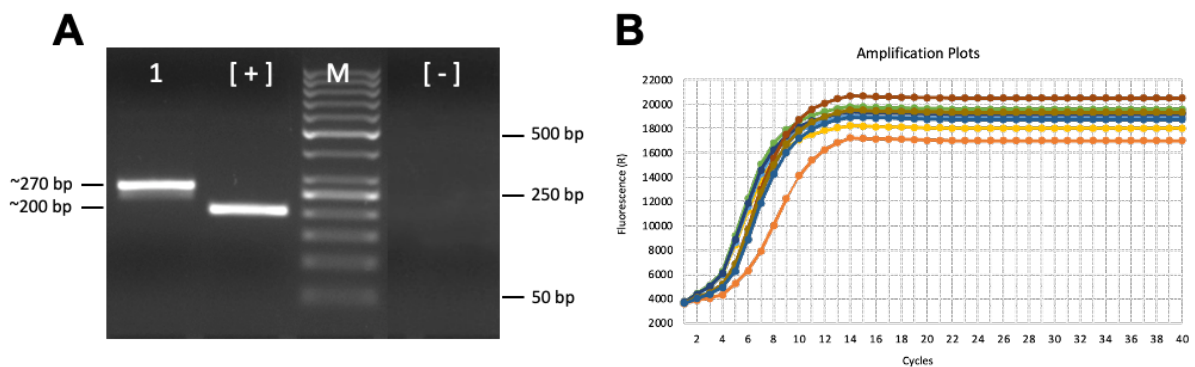 A
1 [ + ] M [ - ]
500 bp
~270 bp
250 bp
~200 bp
50 bp
B
Amplification Plots
Fluorescence (R)
22000
20000
18000
16000
14000
12000
10000
8000
6000
4000
2000
2 4 6 8 10 12 14 16 18 20 22 24 26 28 30 32 34 36 38 40
Cycles